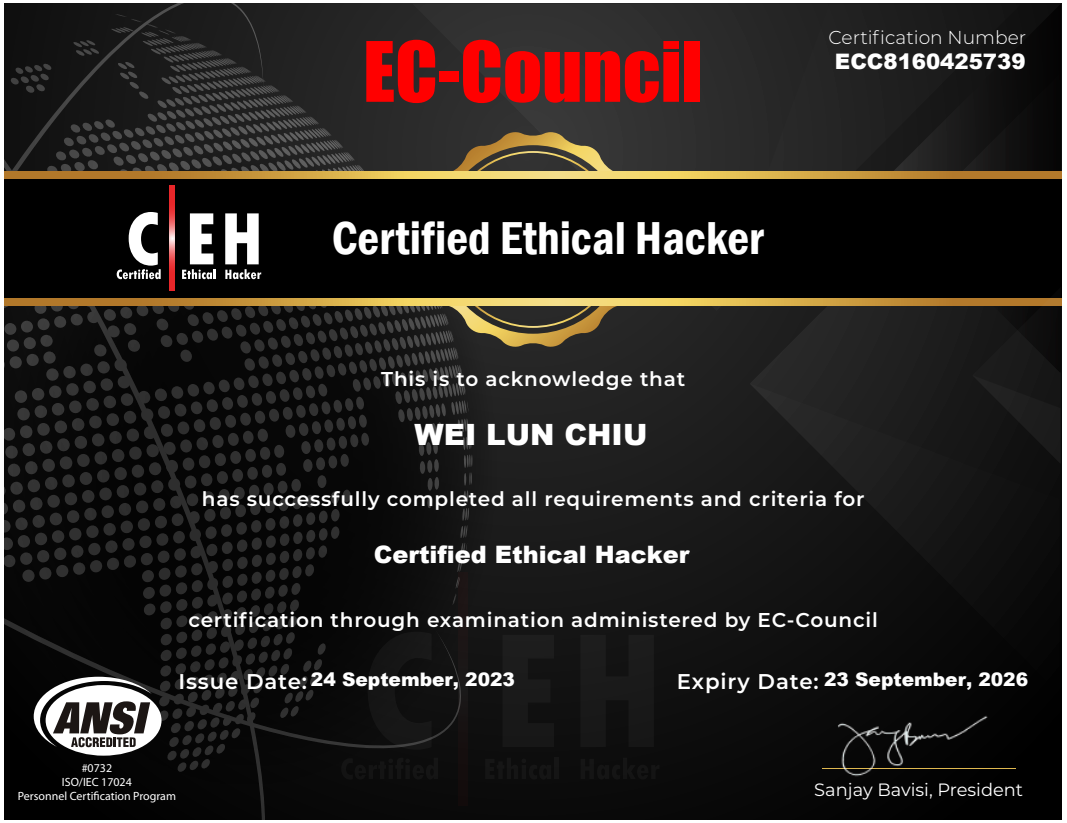 EC-Council
Certification Number
ECC8160425739
C EH
Certified Ethical Hacker
Certified Ethical Hacker
This is to acknowledge that
WEI LUN CHIU
has successfully completed all requirements and criteria for
Certified Ethical Hacker
certification through examination administered by EC-Council
C EH
Certified Ethical Hacker
Issue Date: 24 September, 2023
Expiry Date: 23 September, 2026
ANSI
ACCREDITED
#0732
ISO/IEC 17024
Personnel Certification Program
Sanjay Bavisi, President